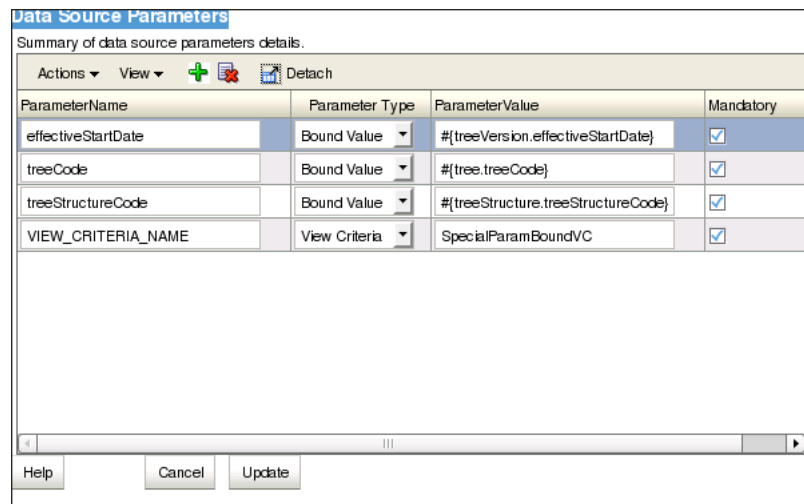 Data Source Parameters
Summary of data source parameters details.
Actions View Detach
ParameterName Parameter Type ParameterValue Mandatory
effectiveStartDate Bound Value #{treeVersion.effectiveStartDate}
treeCode Bound Value #{tree.treeCode}
treeStructureCode Bound Value #{treeStructure.treeStructureCode}
VIEW_CRITERIA_NAME View Criteria SpecialParamBoundVC
Help Cancel Update